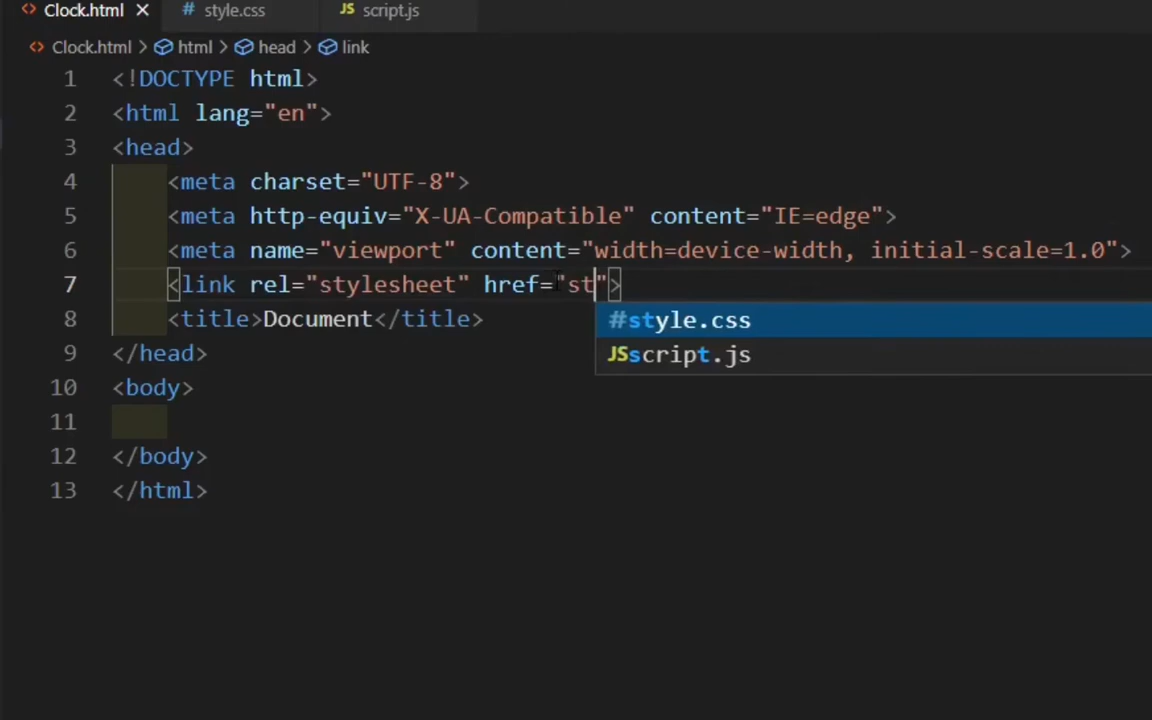 Clock.html style.css JS script.js
Clock.html html head link
1 <!DOCTYPE html>
2 <html lang="en">
3 <head>
4 <meta charset="UTF-8">
5 <meta http-equiv="X-UA-Compatible" content="IE=edge">
6 <meta name="viewport" content="width=device-width, initial-scale=1.0">
7 <link rel="stylesheet" href="st">
8 <title>Document</title>
#style.css
9 </head>
JS script.js
10 <body>
11
12 </body>
13 </html>